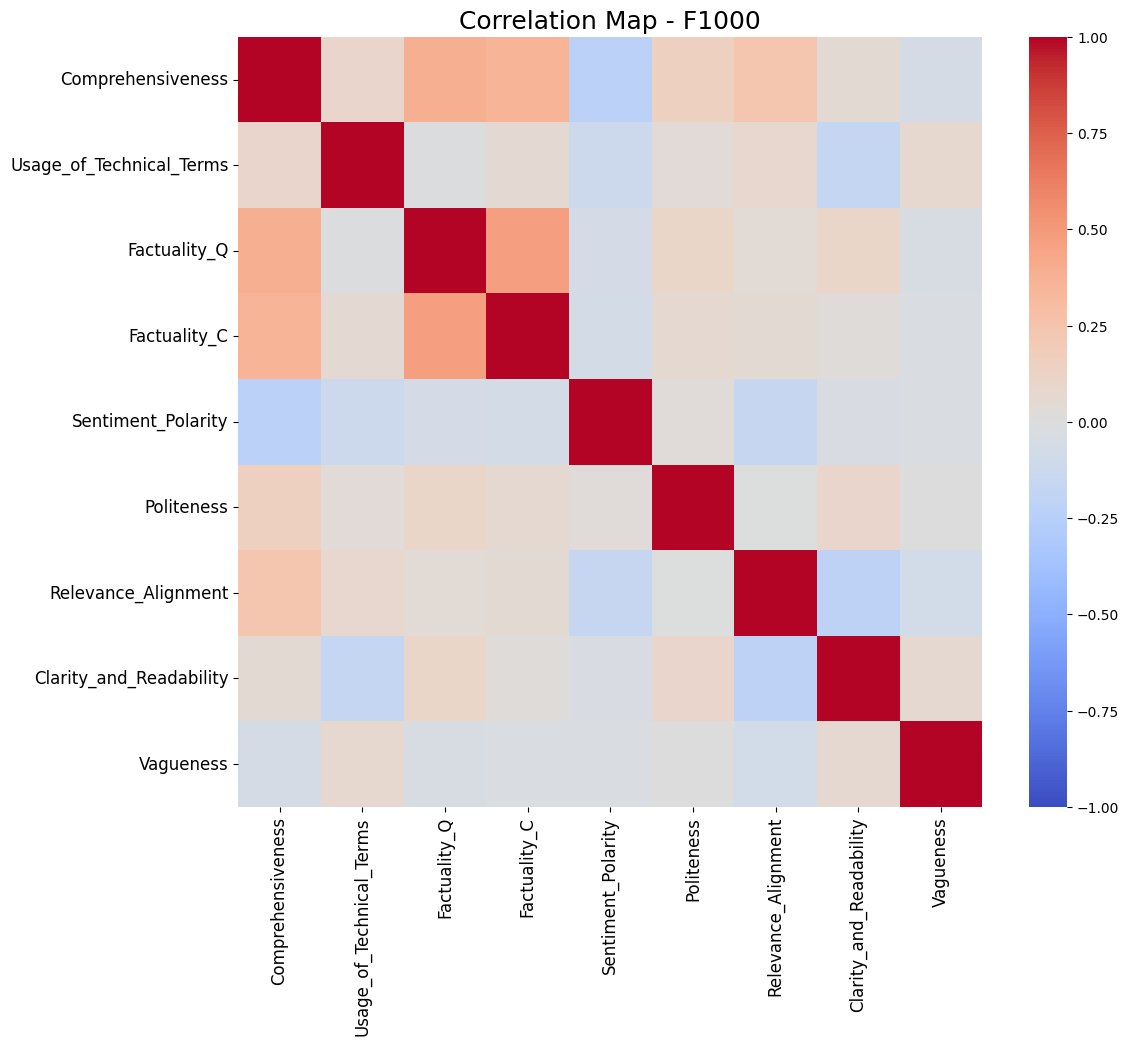 Correlation Map - F1000
Comprehensiveness
Usage_of_Technical_Terms
Factuality_Q
Factuality_C
Sentiment_Polarity
Politeness
Relevance_Alignment
Clarity_and_Readability
Vagueness
Comprehensiveness
Usage_of_Technical_Terms
Factuality_Q
Factuality_C
Sentiment_Polarity
Politeness
Relevance_Alignment
Clarity_and_Readability
Vagueness
1.00
0.75
0.50
0.25
0.00
−0.25
−0.50
−0.75
−1.00